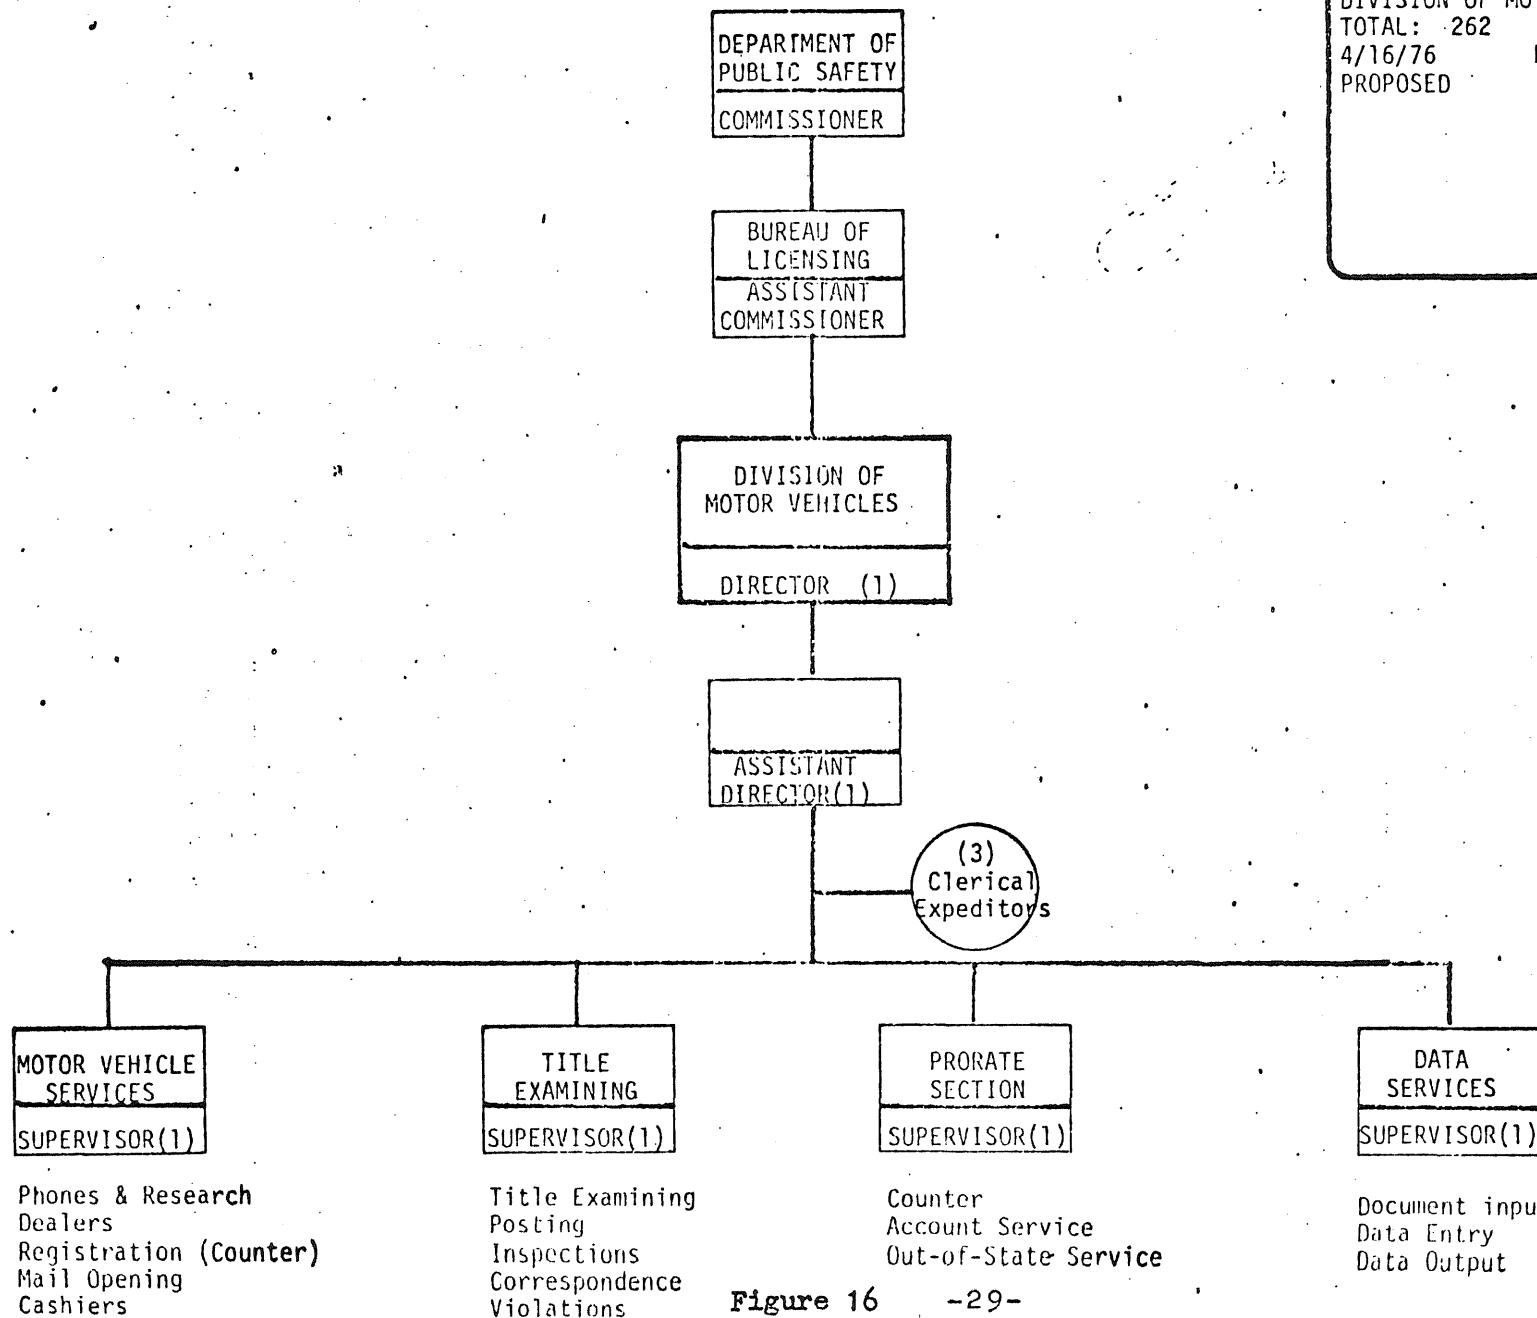 DEPARTMENT OF
PUBLIC SAFETY
COMMISSIONER
DIVISION OF
TOTAL: 262
4/16/76
PROPOSED
BUREAU OF
LICENSING
ASSISTANT
COMMISSIONER
DIVISION OF
MOTOR VEHICLES
DIRECTOR (1)
ASSISTANT
DIRECTOR(1)
(3)
Clerical
Expeditors
MOTOR VEHICLE
SERVICES
SUPERVISOR(1)
Phones & Research
Dealers
Registration (Counter)
Mail Opening
Cashiers
TITLE
EXAMINING
SUPERVISOR(1)
Title Examining
Posting
Inspections
Correspondence
Violations
PRORATE
SECTION
SUPERVISOR(1)
Counter
Account Service
Out-of-State Service
DATA
SERVICES
SUPERVISOR(1)
Document
Data Entry
Data Output
Figure 16 -29-